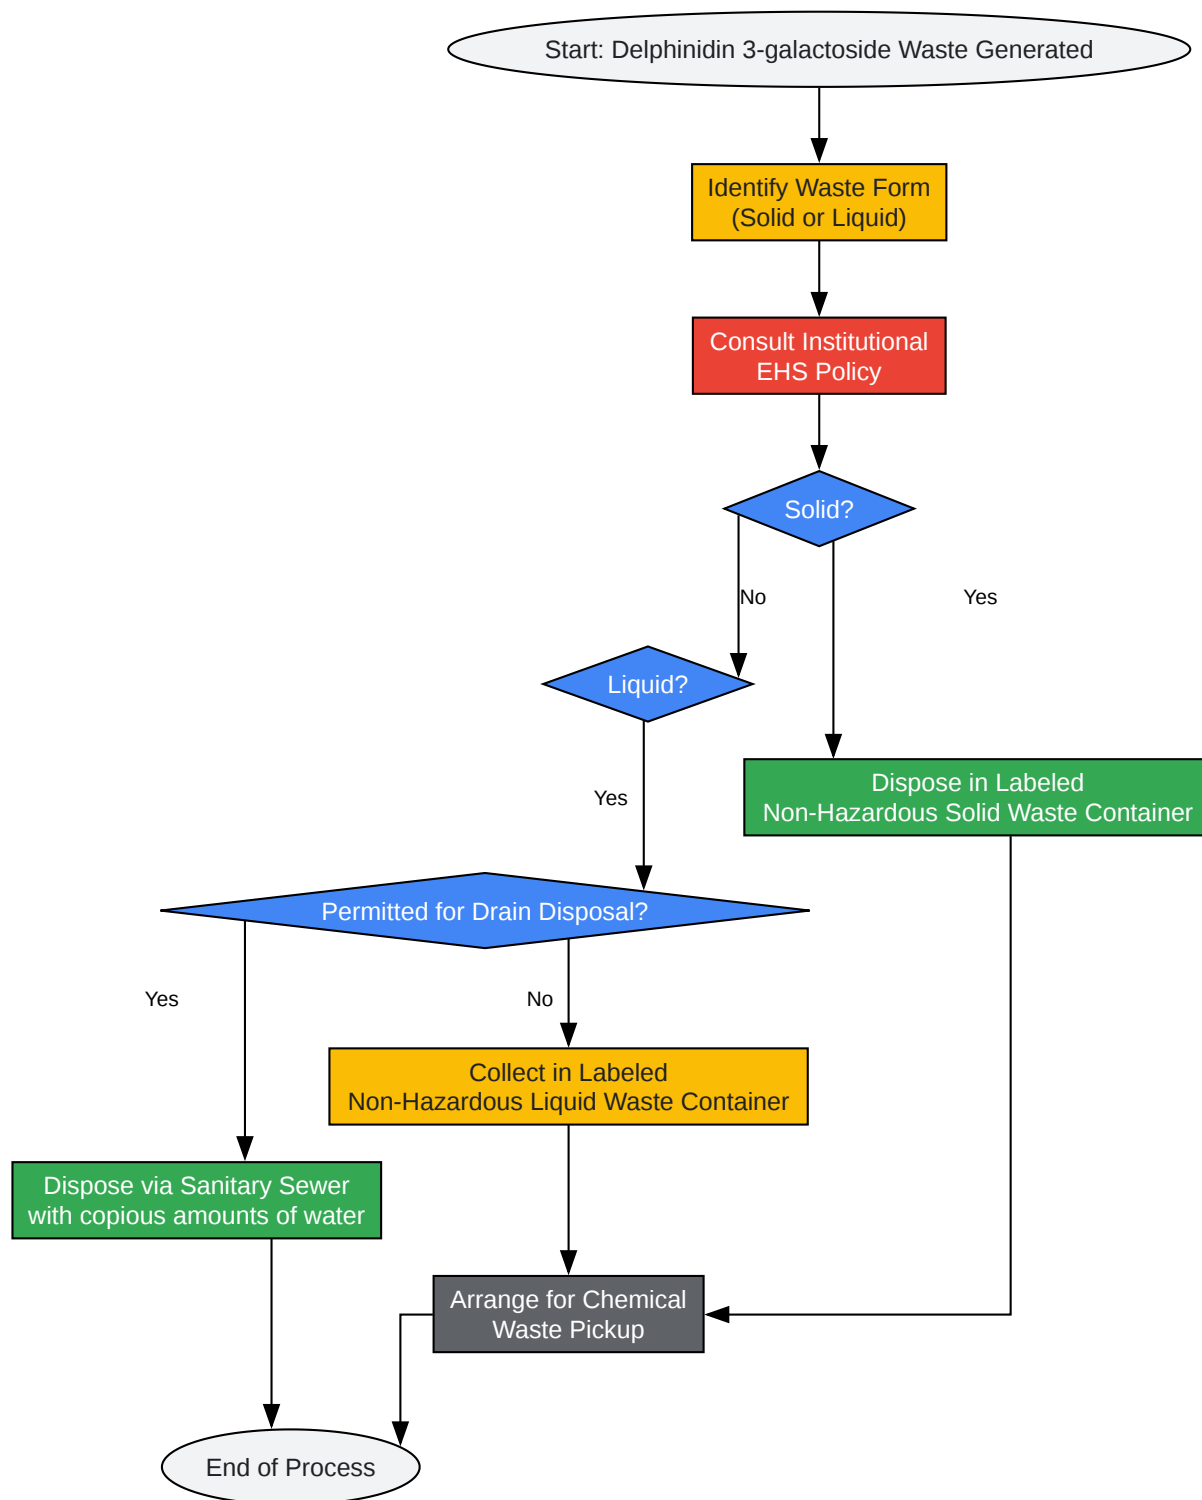 Start: Delphinidin 3-galactoside Waste Generated
Identify Waste Form
(Solid or Liquid)
Consult Institutional
EHS Policy
Solid?
No
Yes
Liquid?
Yes
Dispose in Labeled
Non-Hazardous Solid Waste Container
Permitted for Drain Disposal?
Yes
No
Collect in Labeled
Non-Hazardous Liquid Waste Container
Dispose via Sanitary Sewer
with copious amounts of water
Arrange for Chemical
Waste Pickup
End of Process